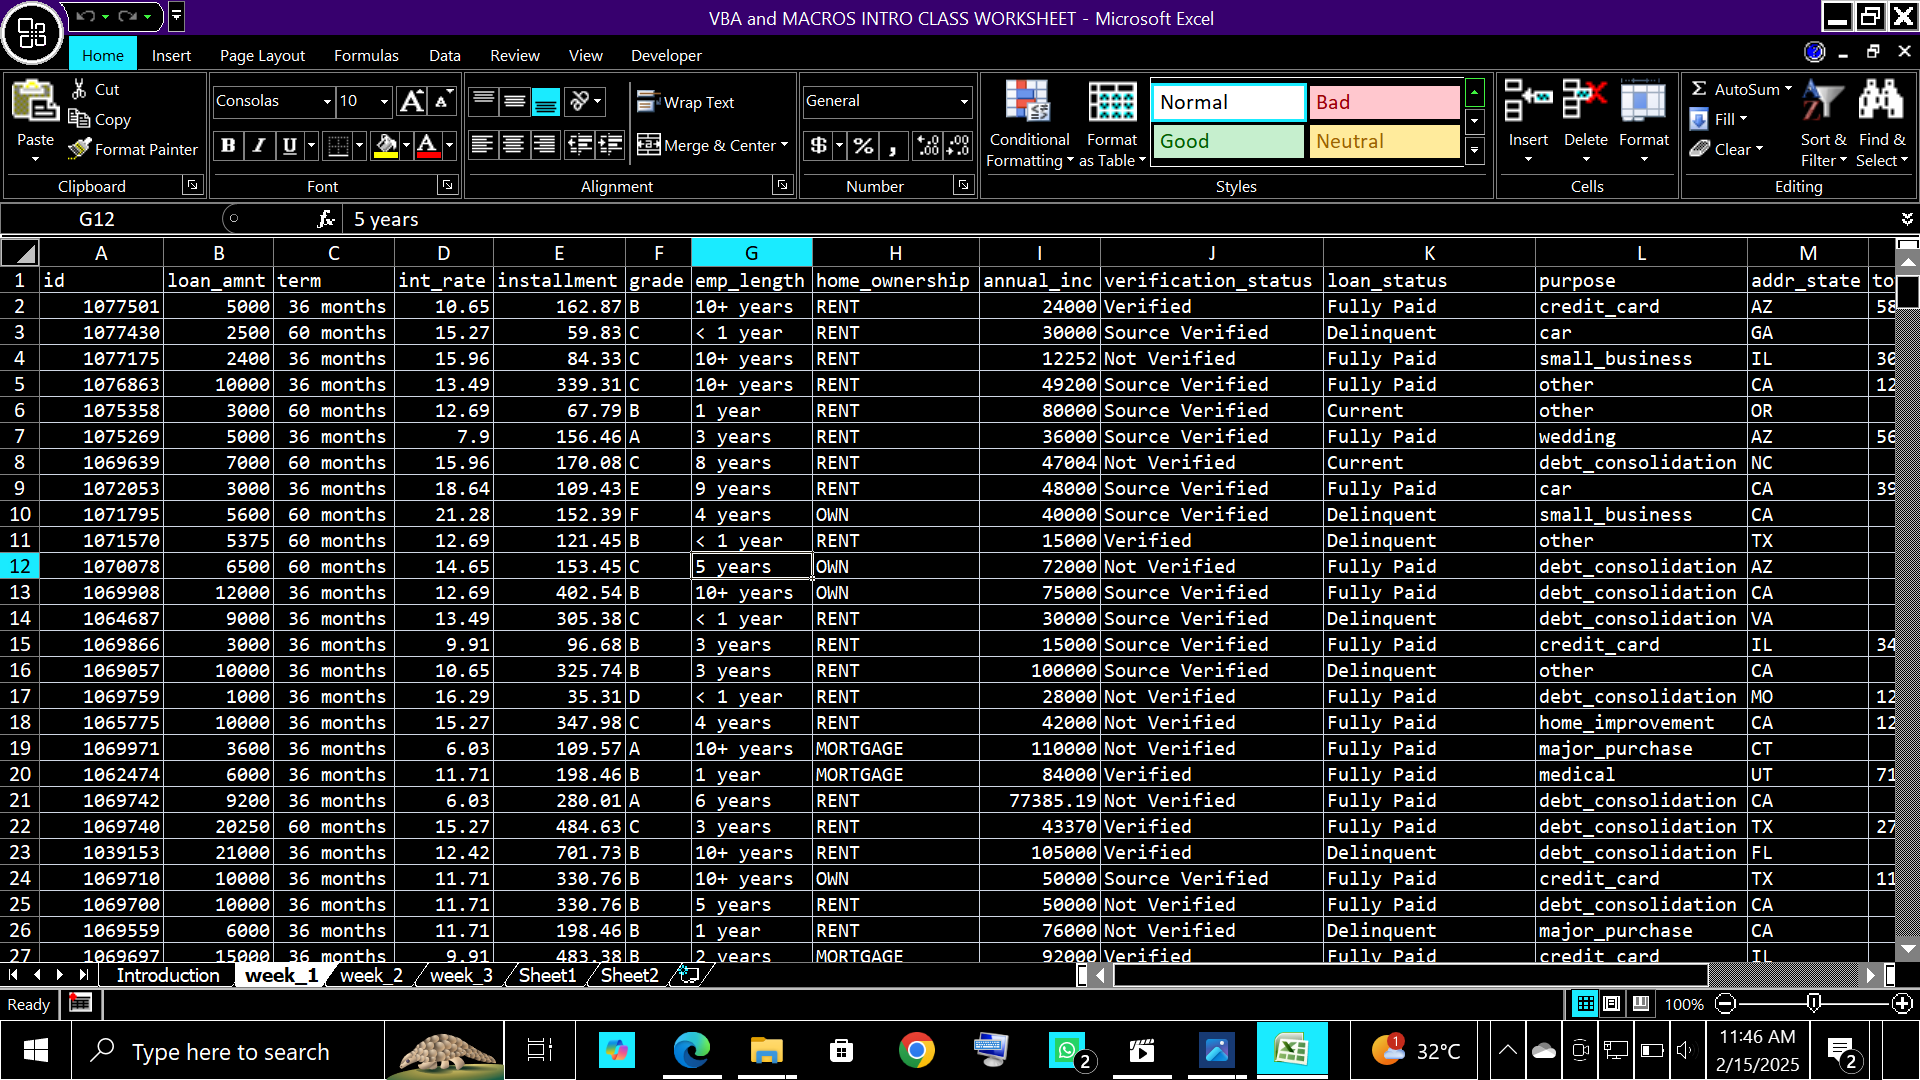 VBA and MACROS INTRO CLASS WORKSHEET - Microsoft Excel
Home Insert Page Layout Formulas Data Review View Developer
Paste Cut Copy Format Painter Clipboard
Consolas 10 B I U A A A Font
Wrap Text Merge & Center Alignment
General $ % , .00 .00 Number
Conditional Formatting Format as Table Normal Bad Good Neutral Styles
Insert Delete Format Cells
Σ AutoSum Fill Clear Sort & Filter Find & Select Editing
G12 fx 5 years
A B C D E F G H I J K L M
1 id loan_amnt term int_rate installment grade emp_length home_ownership annual_inc verification_status loan_status purpose addr_state to
2 1077501 5000 36 months 10.65 162.87 B 10+ years RENT 24000 Verified Fully Paid credit_card AZ 58
3 1077430 2500 60 months 15.27 59.83 C < 1 year RENT 30000 Source Verified Delinquent car GA
4 1077175 2400 36 months 15.96 84.33 C 10+ years RENT 12252 Not Verified Fully Paid small_business IL 30
5 1076863 10000 36 months 13.49 339.31 C 10+ years RENT 49200 Source Verified Fully Paid other CA 12
6 1075358 3000 60 months 12.69 67.79 B 1 year RENT 80000 Source Verified Current other OR
7 1075269 5000 36 months 7.9 156.46 A 3 years RENT 36000 Source Verified Fully Paid wedding AZ 56
8 1069639 7000 60 months 15.96 170.08 C 8 years RENT 47004 Not Verified Current debt_consolidation NC
9 1072053 3000 36 months 18.64 109.43 E 9 years RENT 48000 Source Verified Fully Paid car CA 39
10 1071795 5600 60 months 21.28 152.39 F 4 years OWN 40000 Source Verified Delinquent small_business CA
11 1071570 5375 60 months 12.69 121.45 B < 1 year RENT 15000 Verified Delinquent other TX
12 1070078 6500 60 months 14.65 153.45 C 5 years OWN 72000 Not Verified Fully Paid debt_consolidation AZ
13 1069908 12000 36 months 12.69 402.54 B 10+ years OWN 75000 Source Verified Fully Paid debt_consolidation CA
14 1064687 9000 36 months 13.49 305.38 C < 1 year RENT 30000 Source Verified Delinquent debt_consolidation VA
15 1069866 3000 36 months 9.91 96.68 B 3 years RENT 15000 Source Verified Fully Paid credit_card IL 34
16 1069057 10000 36 months 10.65 325.74 B 3 years RENT 100000 Source Verified Delinquent other CA
17 1069759 1000 36 months 16.29 35.31 D < 1 year RENT 28000 Not Verified Fully Paid debt_consolidation MO 12
18 1065775 10000 36 months 15.27 347.98 C 4 years RENT 42000 Not Verified Fully Paid home_improvement CA 12
19 1069971 3600 36 months 6.03 109.57 A 10+ years MORTGAGE 110000 Not Verified Fully Paid major_purchase CT
20 1062474 6000 36 months 11.71 198.46 B 1 year MORTGAGE 84000 Verified Fully Paid medical UT 71
21 1069742 9200 36 months 6.03 280.01 A 6 years RENT 77385.19 Not Verified Fully Paid debt_consolidation CA
22 1069740 20250 60 months 15.27 484.63 C 3 years RENT 43370 Verified Fully Paid debt_consolidation TX 27
23 1039153 21000 36 months 12.42 701.73 B 10+ years RENT 105000 Verified Delinquent debt_consolidation FL
24 1069710 10000 36 months 11.71 330.76 B 10+ years OWN 50000 Source Verified Fully Paid credit_card TX 11
25 1069700 10000 36 months 11.71 330.76 B 5 years RENT 50000 Not Verified Fully Paid debt_consolidation CA
26 1069559 6000 36 months 11.71 198.46 B 1 year RENT 76000 Not Verified Delinquent major_purchase CA
27 1069697 15000 36 months 9.91 483.38 B 2 years MORTGAGE 92000 Verified Fully Paid credit_card IL
Introduction week_1 week_2 week_3 Sheet1 Sheet2
Ready 100%
Type here to search 2 1 32°C 11:46 AM 2
2/15/2025